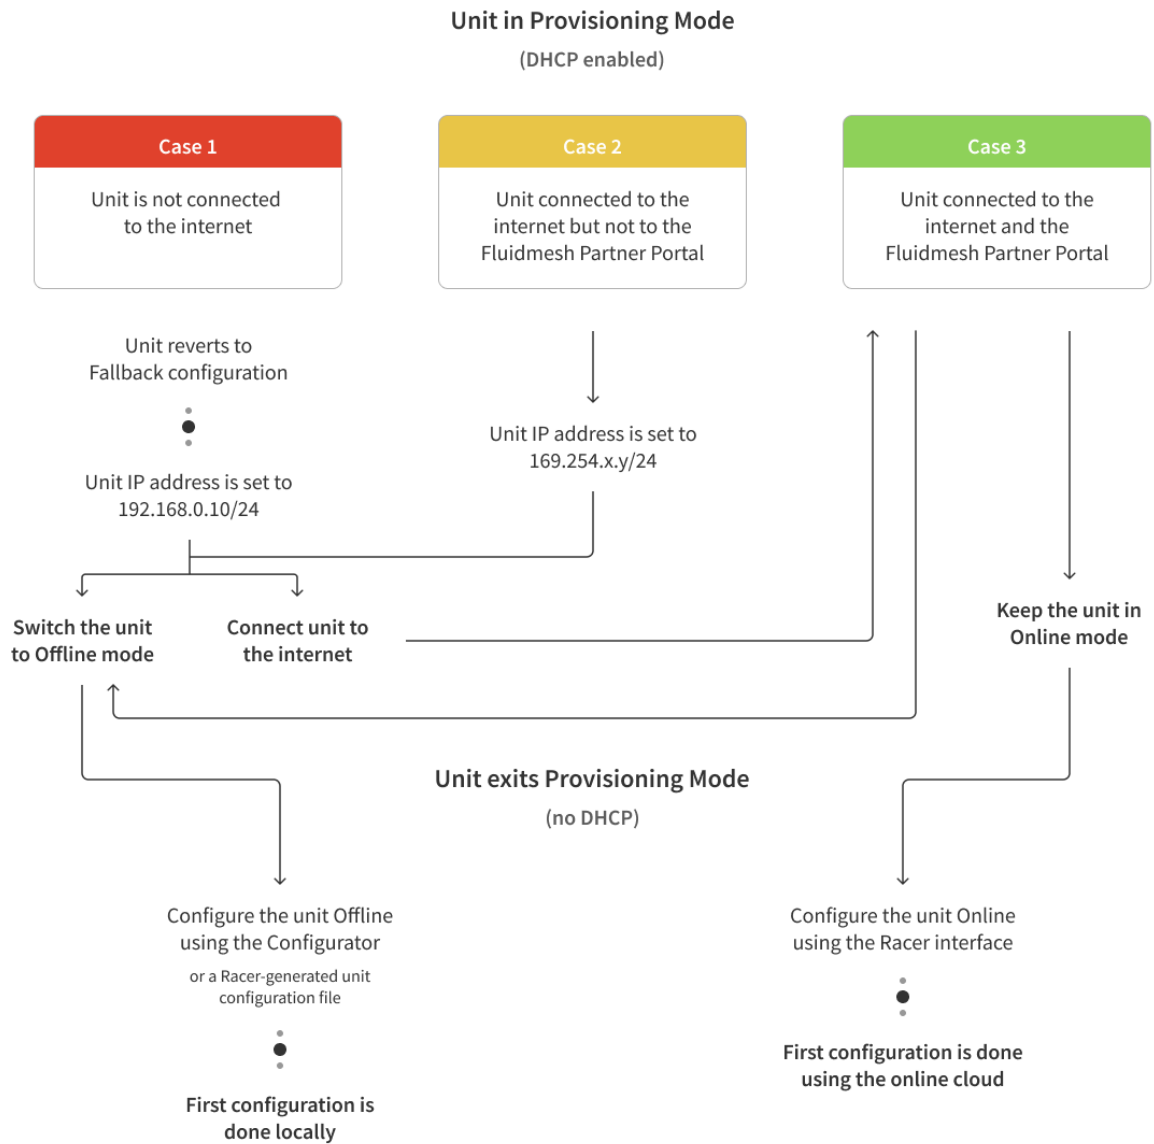 Unit in Provisioning Mode
(DHCP enabled)
Case 1
Unit is not connected
to the internet
Case 2
Unit connected to the
internet but not to the
Fluidmesh Partner Portal
Case 3
Unit connected to the
internet and the
Fluidmesh Partner Portal
Unit reverts to
Fallback configuration
Unit IP address is set to
192.168.0.10/24
Unit IP address is set to
169.254.x.y/24
Switch the unit
to Offline mode
Connect unit to
the internet
Keep the unit in
Online mode
Unit exits Provisioning Mode
(no DHCP)
Configure the unit Offline
using the Configurator
or a Racer-generated unit
configuration file
First configuration is
done locally
Configure the unit Online
using the Racer interface
First configuration is done
using the online cloud